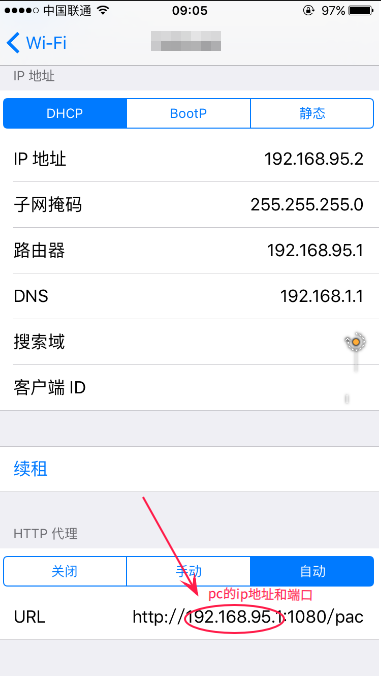 中国联通 09:05 97%
Wi-Fi
IP 地址
DHCP BootP 静态
IP 地址 192.168.95.2
子网掩码 255.255.255.0
路由器 192.168.95.1
DNS 192.168.1.1
搜索域
客户端 ID
续租
HTTP 代理
关闭 手动 自动
pc的ip地址和端口
URL http://192.168.95.1:1080/pac